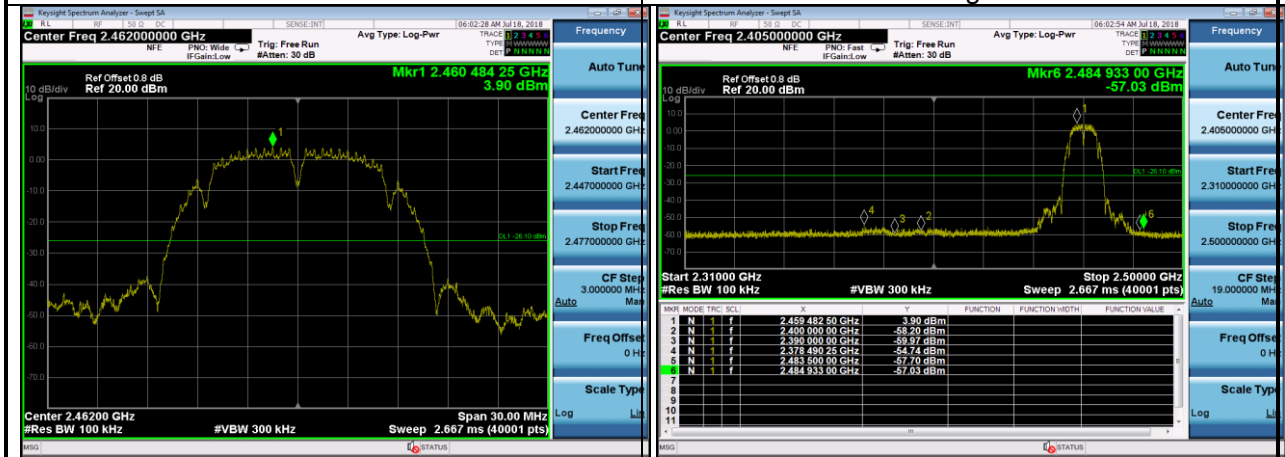 Keysight Spectrum Analyzer - Swept SA
RL RF 50 Ω DC SENSE:INT 06:02:28 AM Jul 18, 2018
Center Freq 2.462000000 GHz Avg Type: Log-Pwr TRACE 1 2 3 4 5 6
NFE PNO: Wide Trig: Free Run TYPE M WWWWW
IFGain:Low #Atten: 30 dB DET P N N N N N
Ref Offset 0.8 dB Mkr1 2.460 484 25 GHz
10 dB/div Ref 20.00 dBm 3.90 dBm
Log
10.0
0.00
-10.0
-20.0
DL1 -26.10 dBm
-30.0
-40.0
-50.0
-60.0
-70.0
1
Center 2.46200 GHz Span 30.00 MHz
#Res BW 100 kHz #VBW 300 kHz Sweep 2.667 ms (40001 pts)
MSG STATUS
Frequency
Auto Tune
Center Freq
2.462000000 GHz
Start Freq
2.447000000 GHz
Stop Freq
2.477000000 GHz
CF Step
3.000000 MHz
Auto Man
Freq Offset
0 Hz
Scale Type
Log Lin
Keysight Spectrum Analyzer - Swept SA
RL RF 50 Ω DC SENSE:INT 06:02:54 AM Jul 18, 2018
Center Freq 2.405000000 GHz Avg Type: Log-Pwr TRACE 1 2 3 4 5 6
NFE PNO: Fast Trig: Free Run TYPE M WWWWW
IFGain:Low #Atten: 30 dB DET P N N N N N
Ref Offset 0.8 dB Mkr6 2.484 933 00 GHz
10 dB/div Ref 20.00 dBm -57.03 dBm
Log
10.0
0.00
-10.0
-20.0
DL1 -26.10 dBm
-30.0
-40.0
-50.0
-60.0
-70.0
1
4 3 2 6
Start 2.31000 GHz Stop 2.50000 GHz
#Res BW 100 kHz #VBW 300 kHz Sweep 2.667 ms (40001 pts)
MKR MODE TRC SCL X Y FUNCTION FUNCTION WIDTH FUNCTION VALUE
1 N 1 f 2.459 482 50 GHz 3.90 dBm
2 N 1 f 2.400 000 00 GHz -58.20 dBm
3 N 1 f 2.390 000 00 GHz -59.97 dBm
4 N 1 f 2.378 490 25 GHz -54.74 dBm
5 N 1 f 2.483 500 00 GHz -57.70 dBm
6 N 1 f 2.484 933 00 GHz -57.03 dBm
7
8
9
10
11
MSG STATUS
Frequency
Auto Tune
Center Freq
2.405000000 GHz
Start Freq
2.310000000 GHz
Stop Freq
2.500000000 GHz
CF Step
19.000000 MHz
Auto Man
Freq Offset
0 Hz
Scale Type
Log Lin